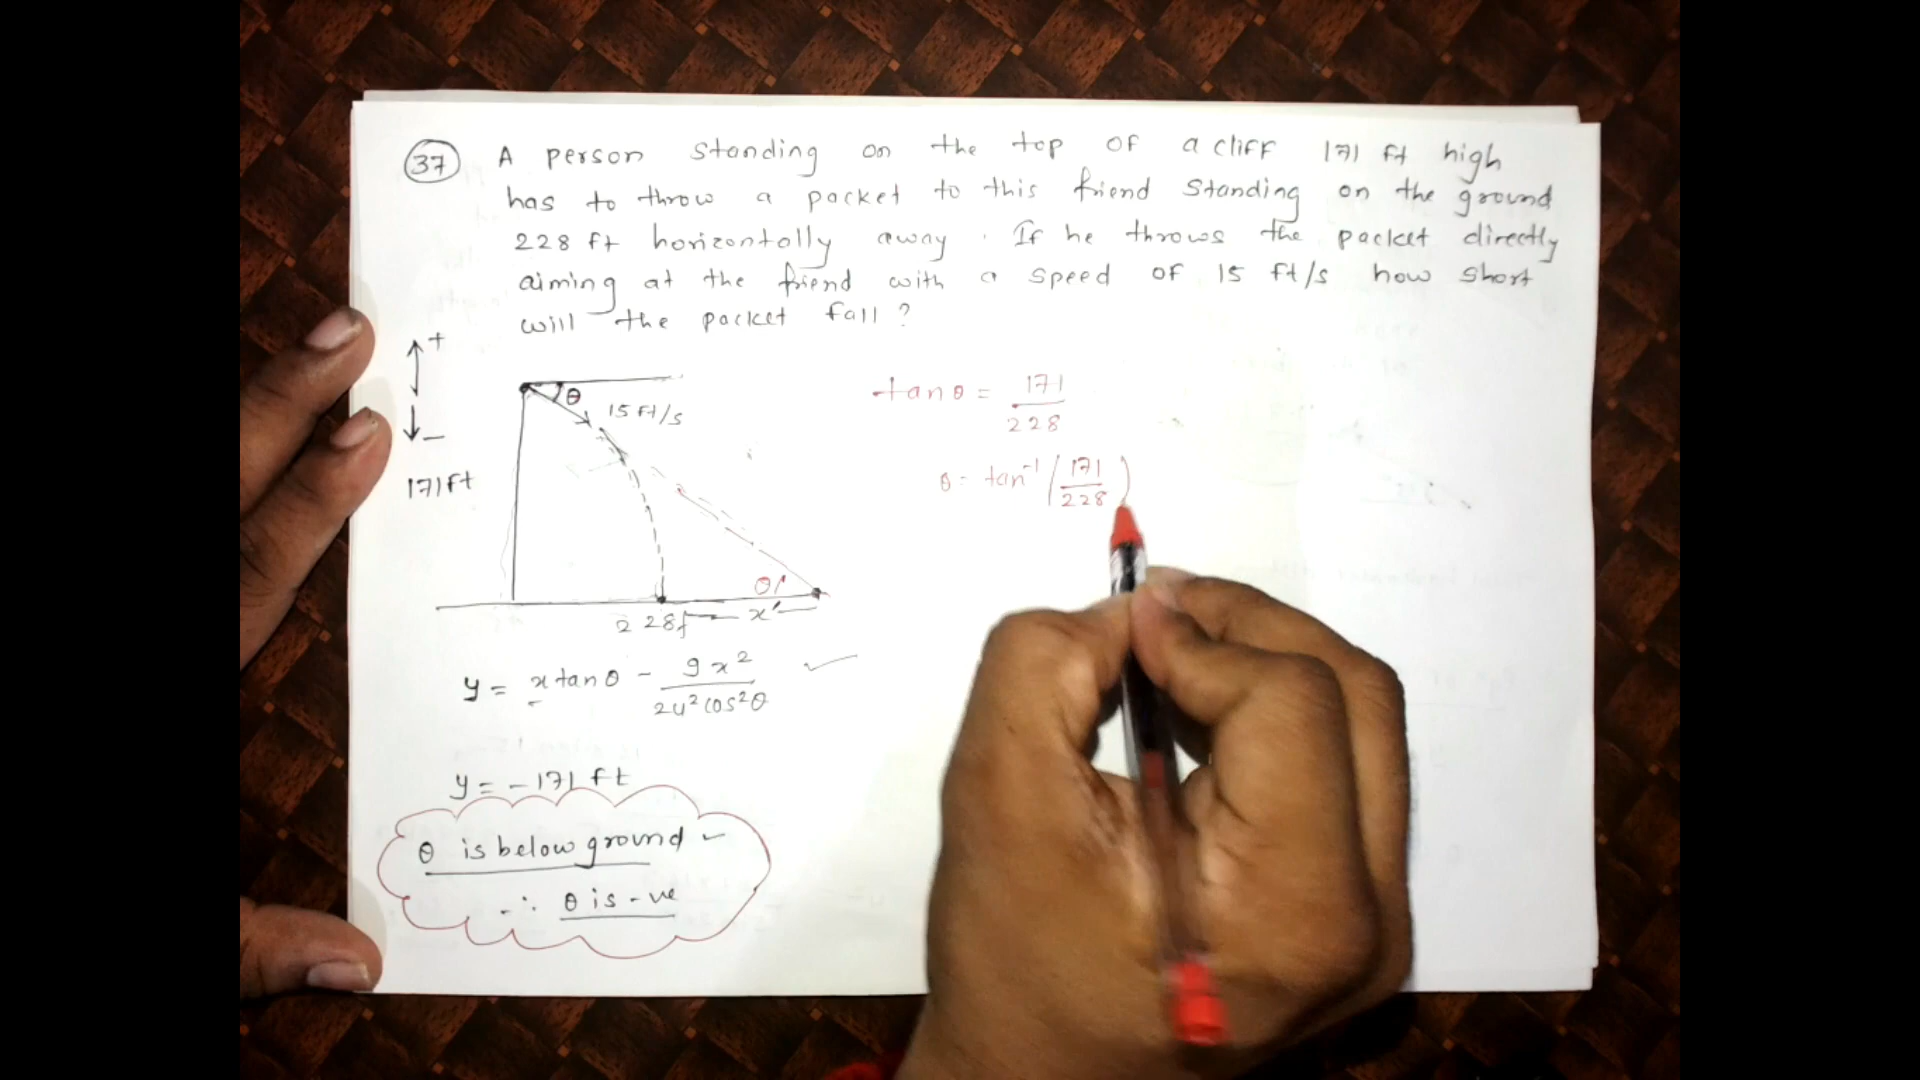 37 A person standing on the top of a cliff 171 ft high
has to throw a packet to this friend standing on the ground
228 ft horizontally away. If he throws the packet directly
aiming at the friend with a speed of 15 ft/s how short
will the packet fall?
+
−
θ
15 ft/s
171 ft
θ
228f
x'
y = x tan θ − gx² / 2u² cos²θ
y = −171 ft
θ is below ground
∴ θ is -ve
tan θ = 171 / 228
θ = tan⁻¹ (171 / 228)